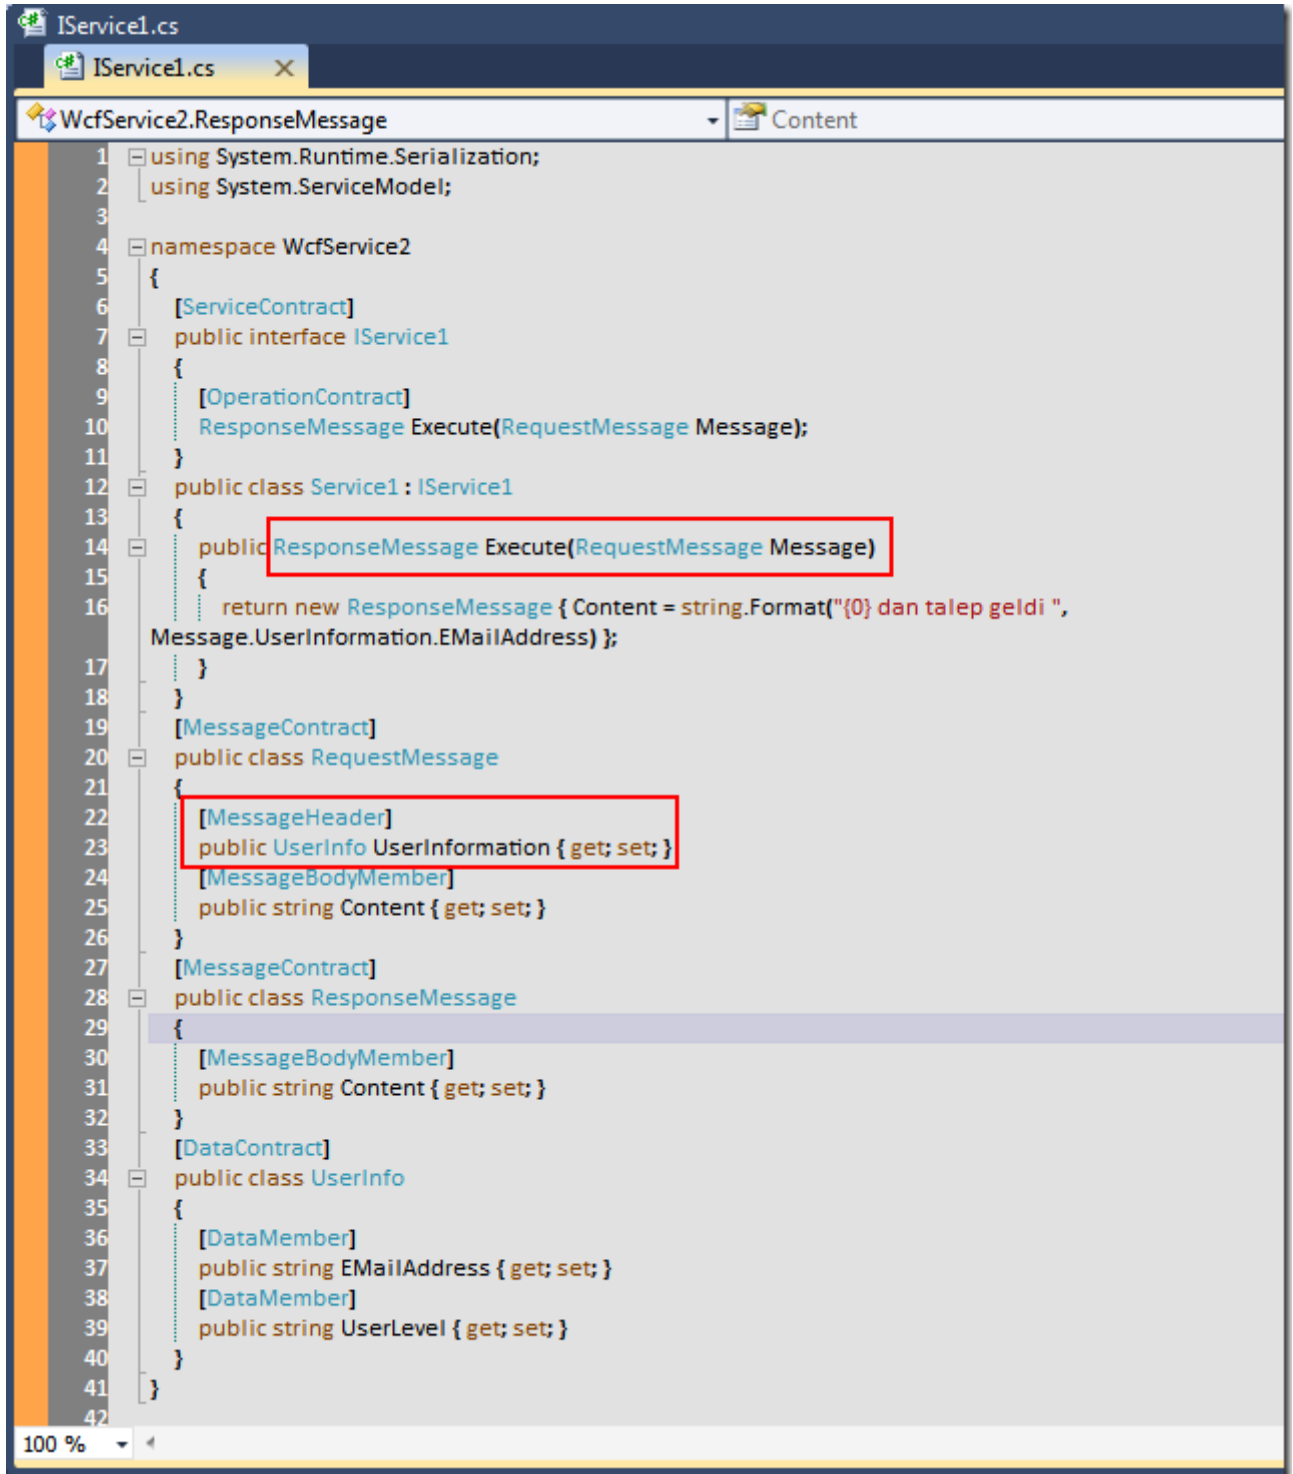 IService1.cs
IService1.cs
WcfService2.ResponseMessage Content
1 using System.Runtime.Serialization;
2 using System.ServiceModel;
3
4 namespace WcfService2
5 {
6 [ServiceContract]
7 public interface IService1
8 {
9 [OperationContract]
10 ResponseMessage Execute(RequestMessage Message);
11 }
12 public class Service1 : IService1
13 {
14 public ResponseMessage Execute(RequestMessage Message)
15 {
16 return new ResponseMessage { Content = string.Format("{0} dan talep geldi ",
Message.UserInformation.EMailAddress) };
17 }
18 }
19 [MessageContract]
20 public class RequestMessage
21 {
22 [MessageHeader]
23 public UserInfo UserInformation { get; set; }
24 [MessageBodyMember]
25 public string Content { get; set; }
26 }
27 [MessageContract]
28 public class ResponseMessage
29 {
30 [MessageBodyMember]
31 public string Content { get; set; }
32 }
33 [DataContract]
34 public class UserInfo
35 {
36 [DataMember]
37 public string EMailAddress { get; set; }
38 [DataMember]
39 public string UserLevel { get; set; }
40 }
41 }
42
100 %